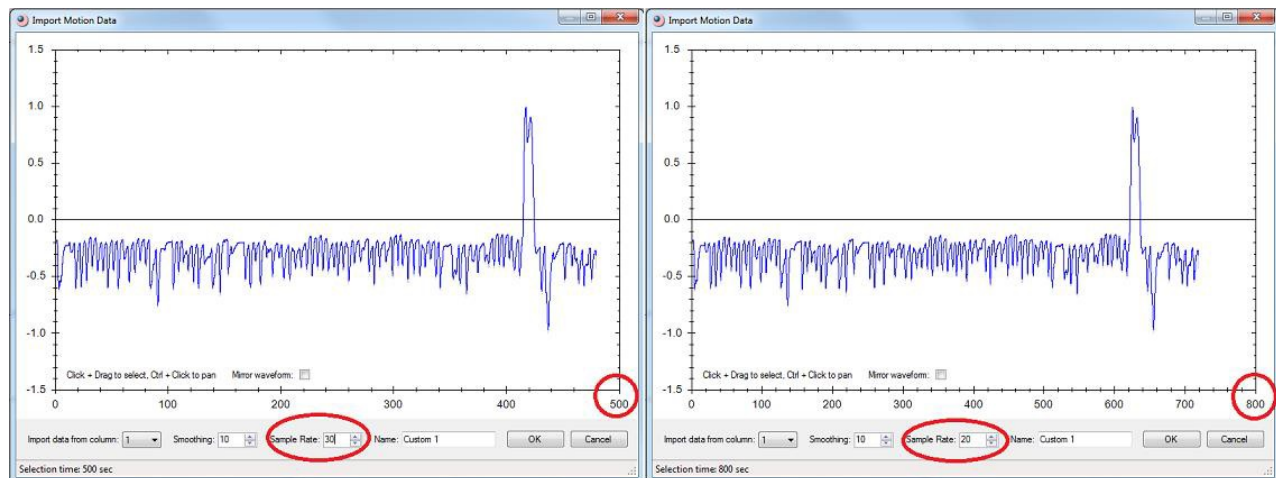 Import Motion Data
1.5
1.0
0.5
0.0
-0.5
-1.0
-1.5
Click + Drag to select, Ctrl + Click to pan Mirror waveform:
0 100 200 300 400 500
Import data from column: 1 Smoothing: 10 Sample Rate: 30 Name: Custom 1 OK Cancel
Selection time: 500 sec
Import Motion Data
1.5
1.0
0.5
0.0
-0.5
-1.0
-1.5
Click + Drag to select, Ctrl + Click to pan Mirror waveform:
0 100 200 300 400 500 600 700 800
Import data from column: 1 Smoothing: 10 Sample Rate: 20 Name: Custom 1 OK Cancel
Selection time: 800 sec